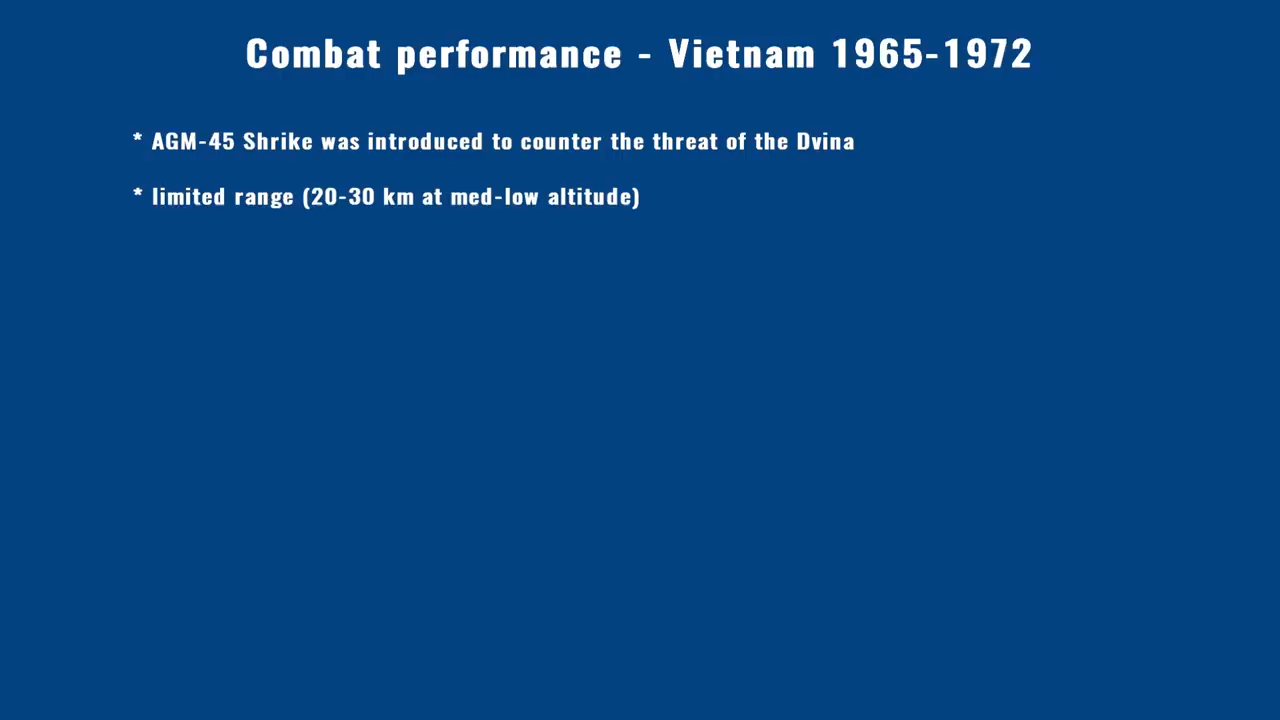 Combat performance - Vietnam 1965-1972
* AGM-45 Shrike was introduced to counter the threat of the Dvina
* limited range (20-30 km at med-low altitude)